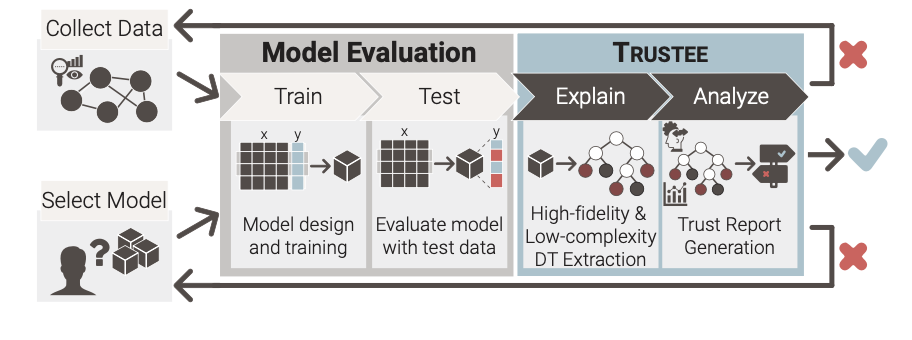 Collect Data
Model Evaluation
TRUSTEE
Train
Test
Explain
Analyze
x y
x y
Select Model
?
Model design
and training
Evaluate model
with test data
High-fidelity &
Low-complexity
DT Extraction
Trust Report
Generation